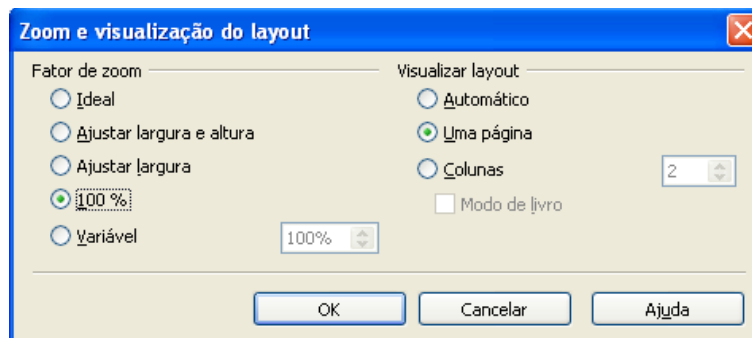 Zoom e visualização do layout
Fator de zoom
Ideal
Ajustar largura e altura
Ajustar largura
100 %
Variável 100%
Visualizar layout
Automático
Uma página
Colunas 2
Modo de livro
OK Cancelar Ajuda